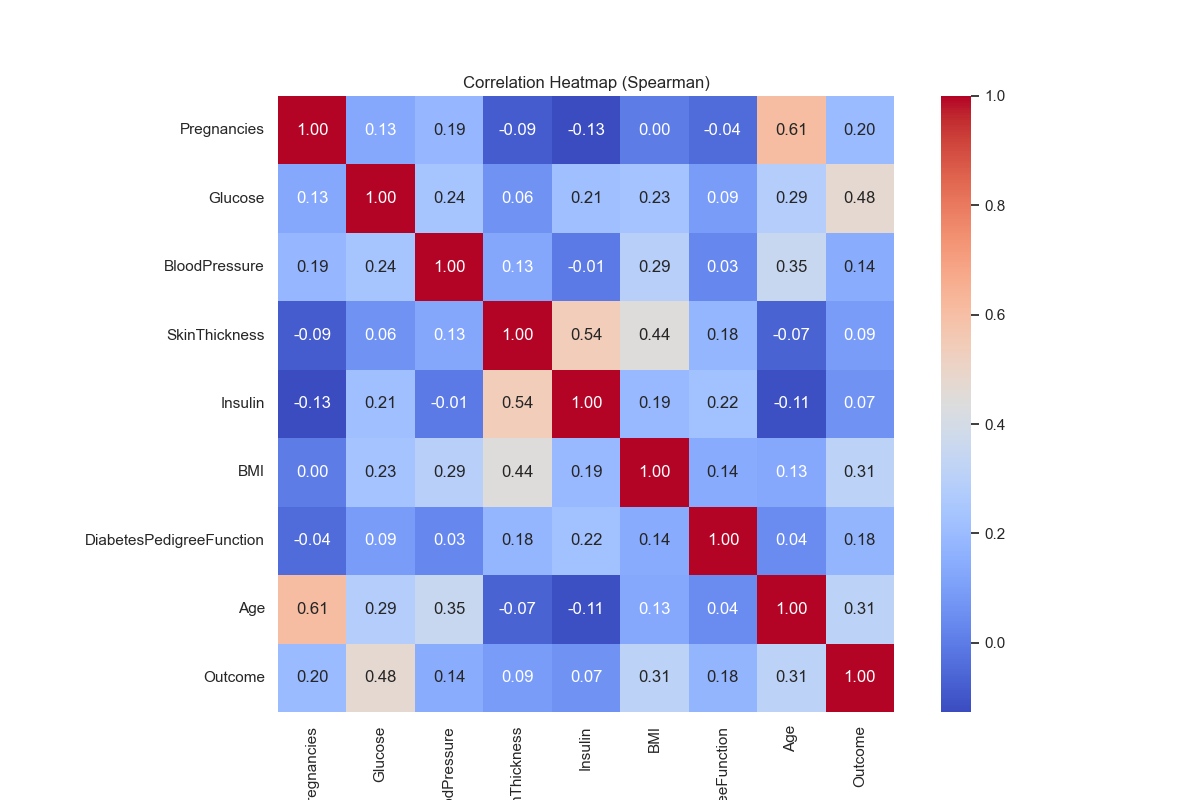 Correlation Heatmap (Spearman)
Pregnancies 1.00 0.13 0.19 -0.09 -0.13 0.00 -0.04 0.61 0.20
Glucose 0.13 1.00 0.24 0.06 0.21 0.23 0.09 0.29 0.48
BloodPressure 0.19 0.24 1.00 0.13 -0.01 0.29 0.03 0.35 0.14
SkinThickness -0.09 0.06 0.13 1.00 0.54 0.44 0.18 -0.07 0.09
Insulin -0.13 0.21 -0.01 0.54 1.00 0.19 0.22 -0.11 0.07
BMI 0.00 0.23 0.29 0.44 0.19 1.00 0.14 0.13 0.31
DiabetesPedigreeFunction -0.04 0.09 0.03 0.18 0.22 0.14 1.00 0.04 0.18
Age 0.61 0.29 0.35 -0.07 -0.11 0.13 0.04 1.00 0.31
Outcome 0.20 0.48 0.14 0.09 0.07 0.31 0.18 0.31 1.00
regnancies
Glucose
dPressure
nThickness
Insulin
BMI
eeFunction
Age
Outcome
1.0
0.8
0.6
0.4
0.2
0.0